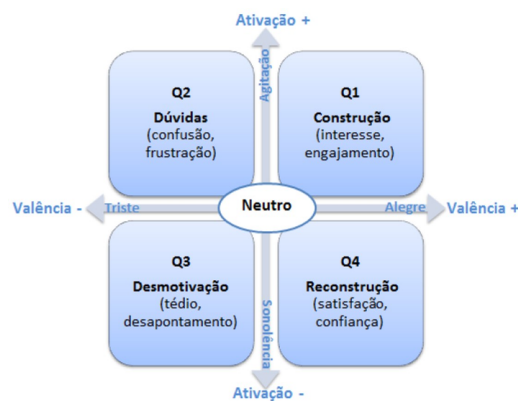 Ativação +
Agitação
Q2
Dúvidas
(confusão,
frustração)
Q1
Construção
(interesse,
engajamento)
Valência -
Triste
Neutro
Alegre
Valência +
Q3
Desmotivação
(tédio,
desapontamento)
Q4
Reconstrução
(satisfação,
confiança)
Sonolência
Ativação -